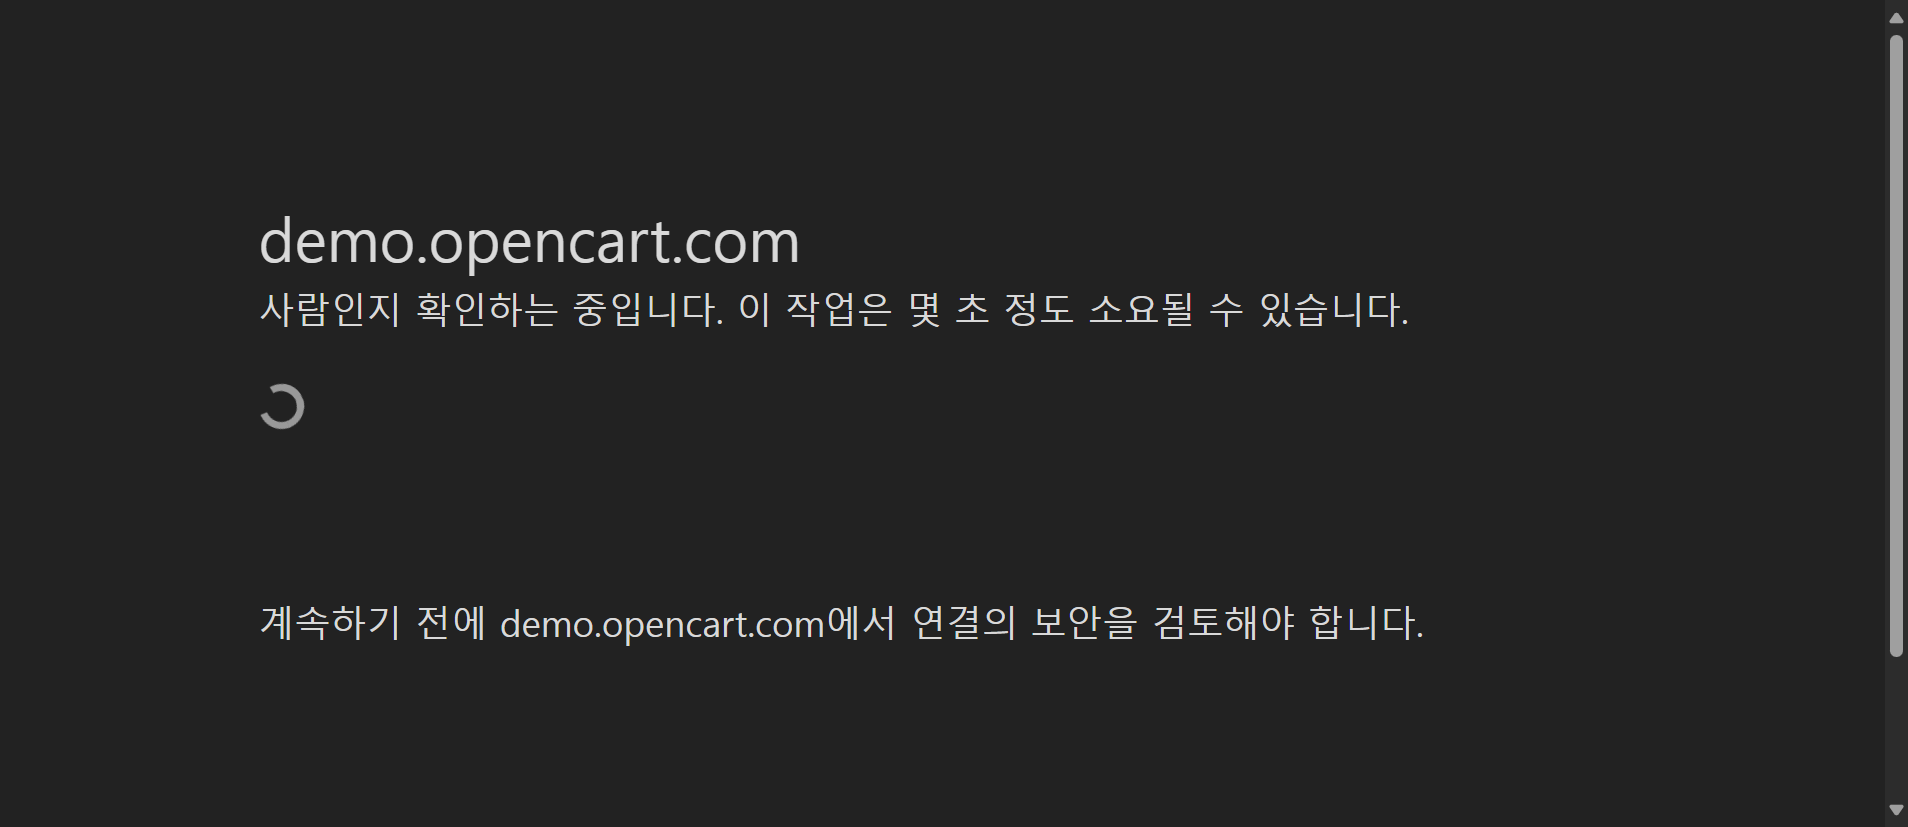 demo.opencart.com
사람인지 확인하는 중입니다. 이 작업은 몇 초 정도 소요될 수 있습니다.
계속하기 전에 demo.opencart.com에서 연결의 보안을 검토해야 합니다.